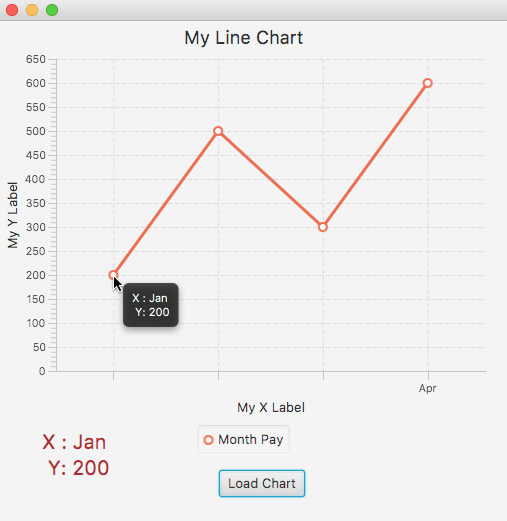 My Line Chart
650
600
550
500
450
400
350
300
250
200
150
100
50
0
My Y Label
X : Jan
Y: 200
Apr
My X Label
Month Pay
X : Jan
Y: 200
Load Chart